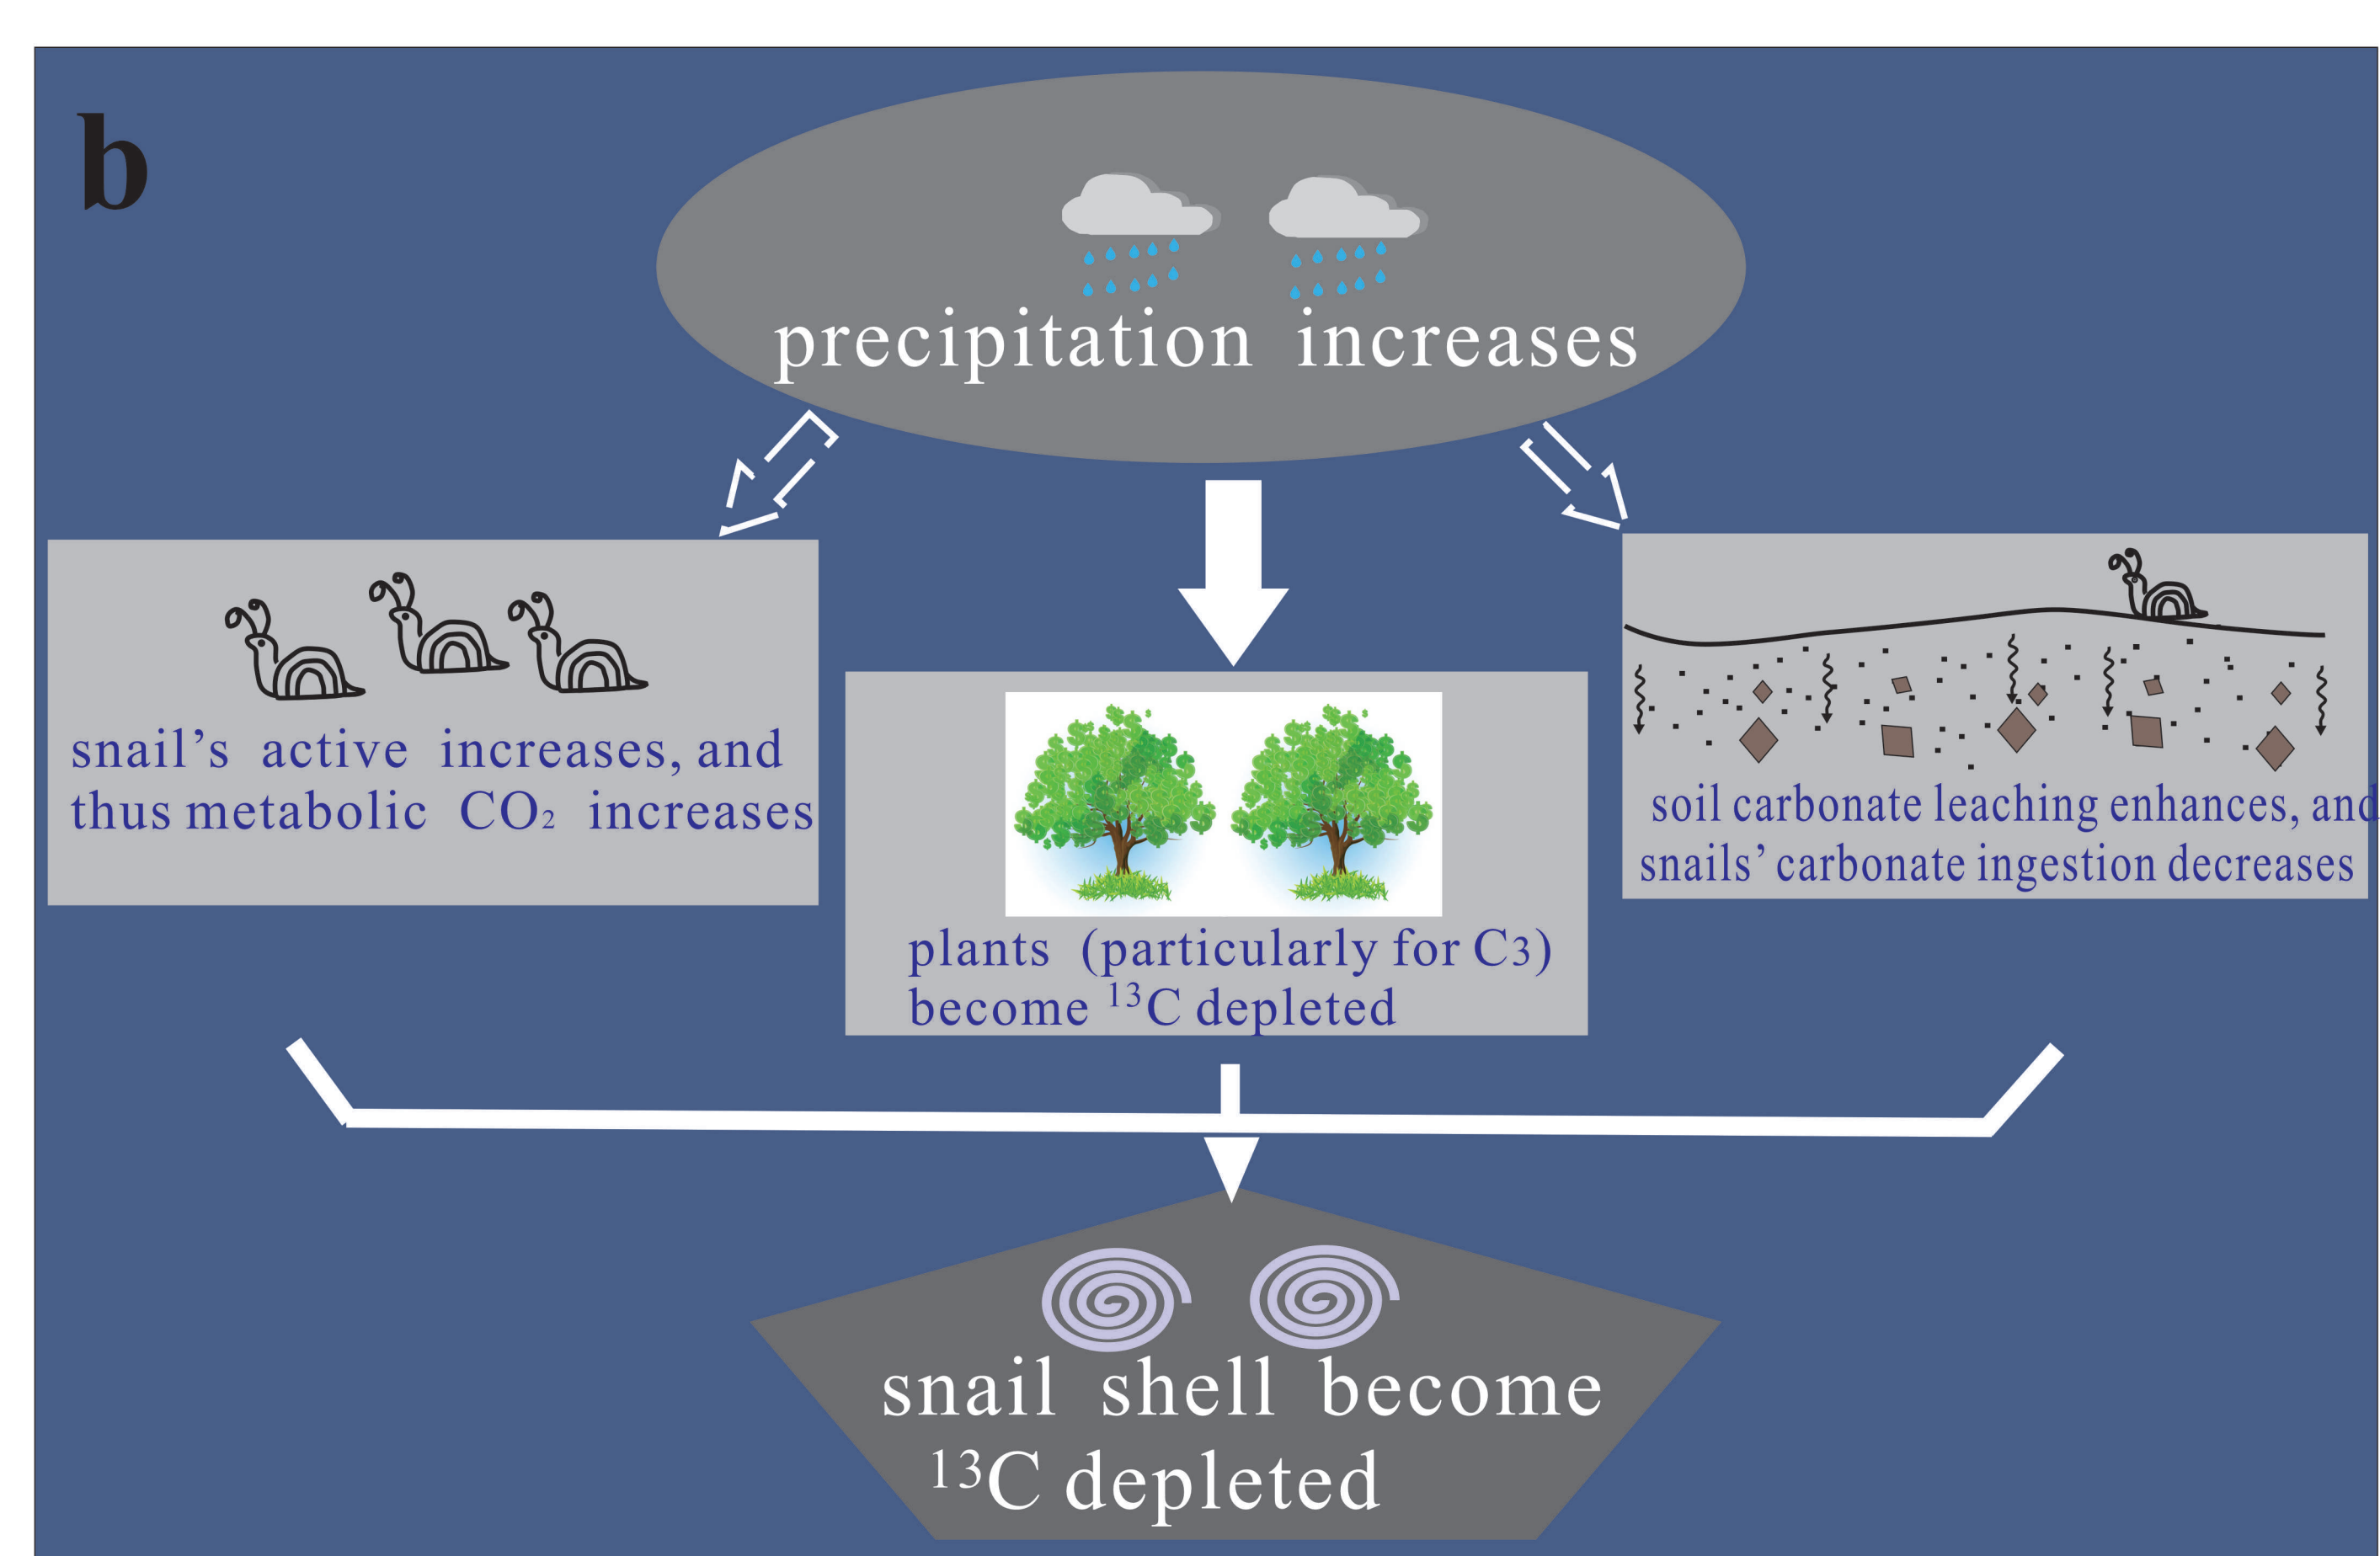 b
precipitation increases
snail’s active increases, and
thus metabolic CO₂ increases
plants (particularly for C3)
become ¹³C depleted
soil carbonate leaching enhances, and
snails’ carbonate ingestion decreases
snail shell become
¹³C depleted